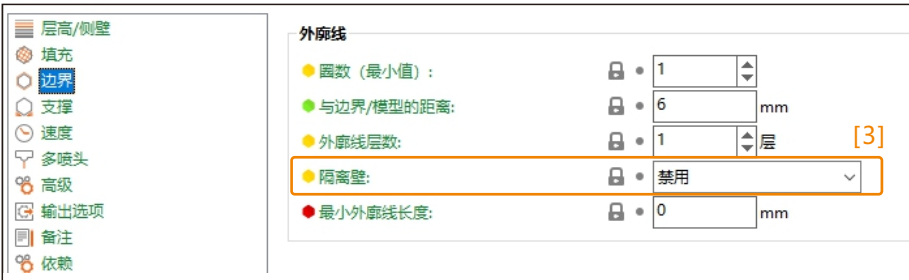 层高/侧壁
填充
边界
支撑
速度
多喷头
高级
输出选项
备注
依赖
外廓线
圈数（最小值）:
1
与边界/模型的距离:
6
mm
外廓线层数:
1
层
[3]
隔离壁:
禁用
最小外廓线长度:
0
mm